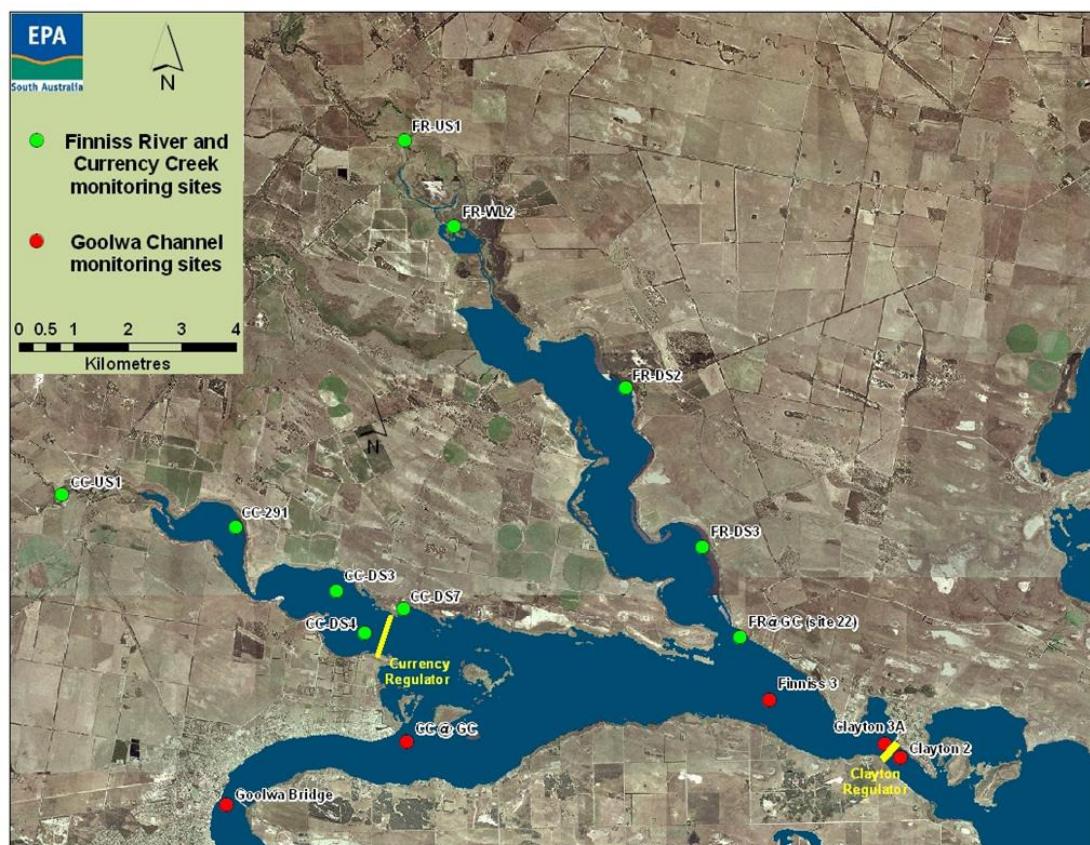 EPA
South Australia
N
Finniss River and
Currency Creek
monitoring sites
Goolwa Channel
monitoring sites
0 0.5 1 2 3 4
Kilometres
FR-US1
FR-WL2
FR-DS2
N
CC-US1
CC-291
FR-DS3
CC-DS3
CC-DS7
CC-DS4
FR@GC (site 22)
Currency
Regulator
Finniss 3
CC @ GC
Clayton 3A
Clayton 2
Clayton
Regulator
Goolwa Bridge